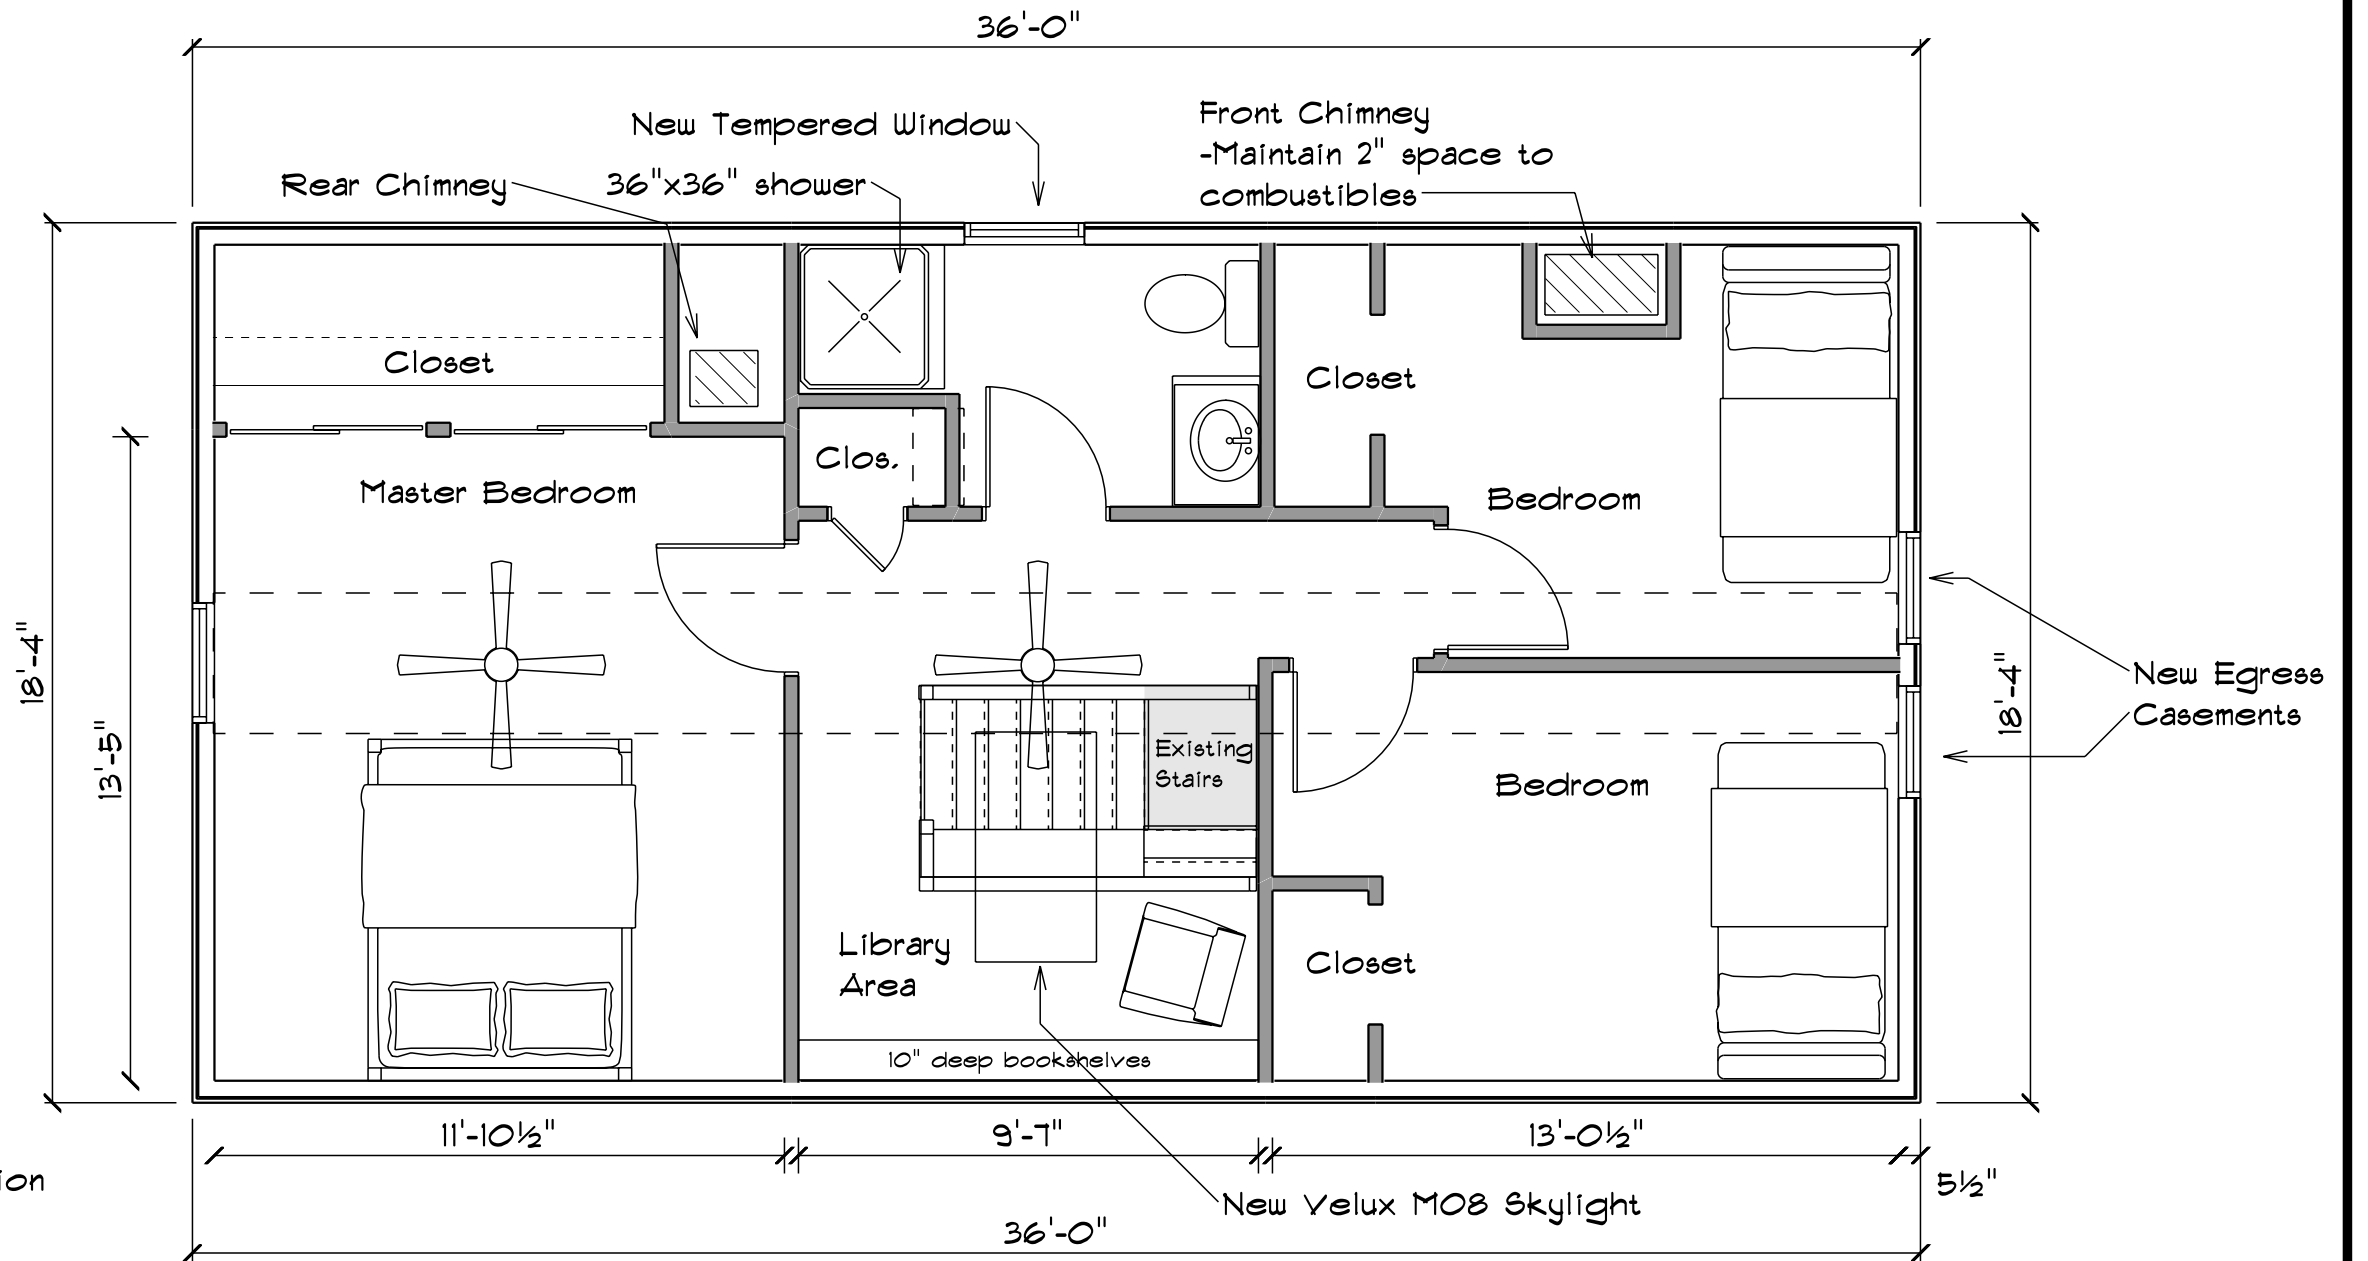 36'-0"
New Tempered Window
Front Chimney
-Maintain 2" space to
combustibles
Rear Chimney
36"x36" shower
Closet
Closet
Clos.
Master Bedroom
Bedroom
18'-4"
13'-5"
18'-4"
New Egress
Casements
Existing
Stairs
Bedroom
Library
Area
Closet
10" deep bookshelves
11'-10½"
9'-7"
13'-0½"
5½"
ion
New Velux M08 Skylight
36'-0"